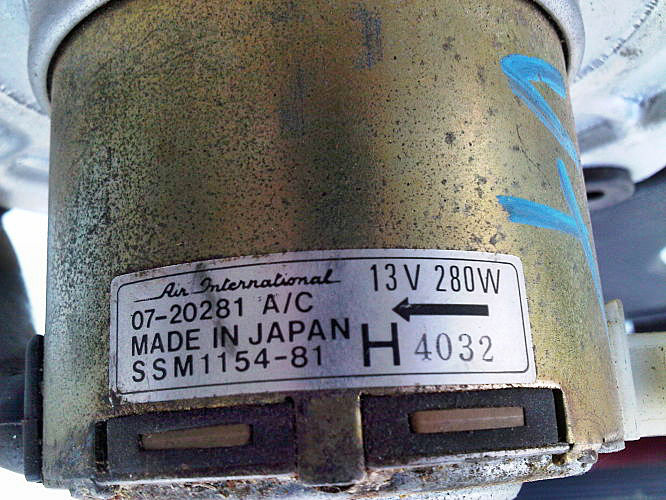 Air International
13V 280W
07-20281 A/C
MADE IN JAPAN
SSM1154-81
H 4032